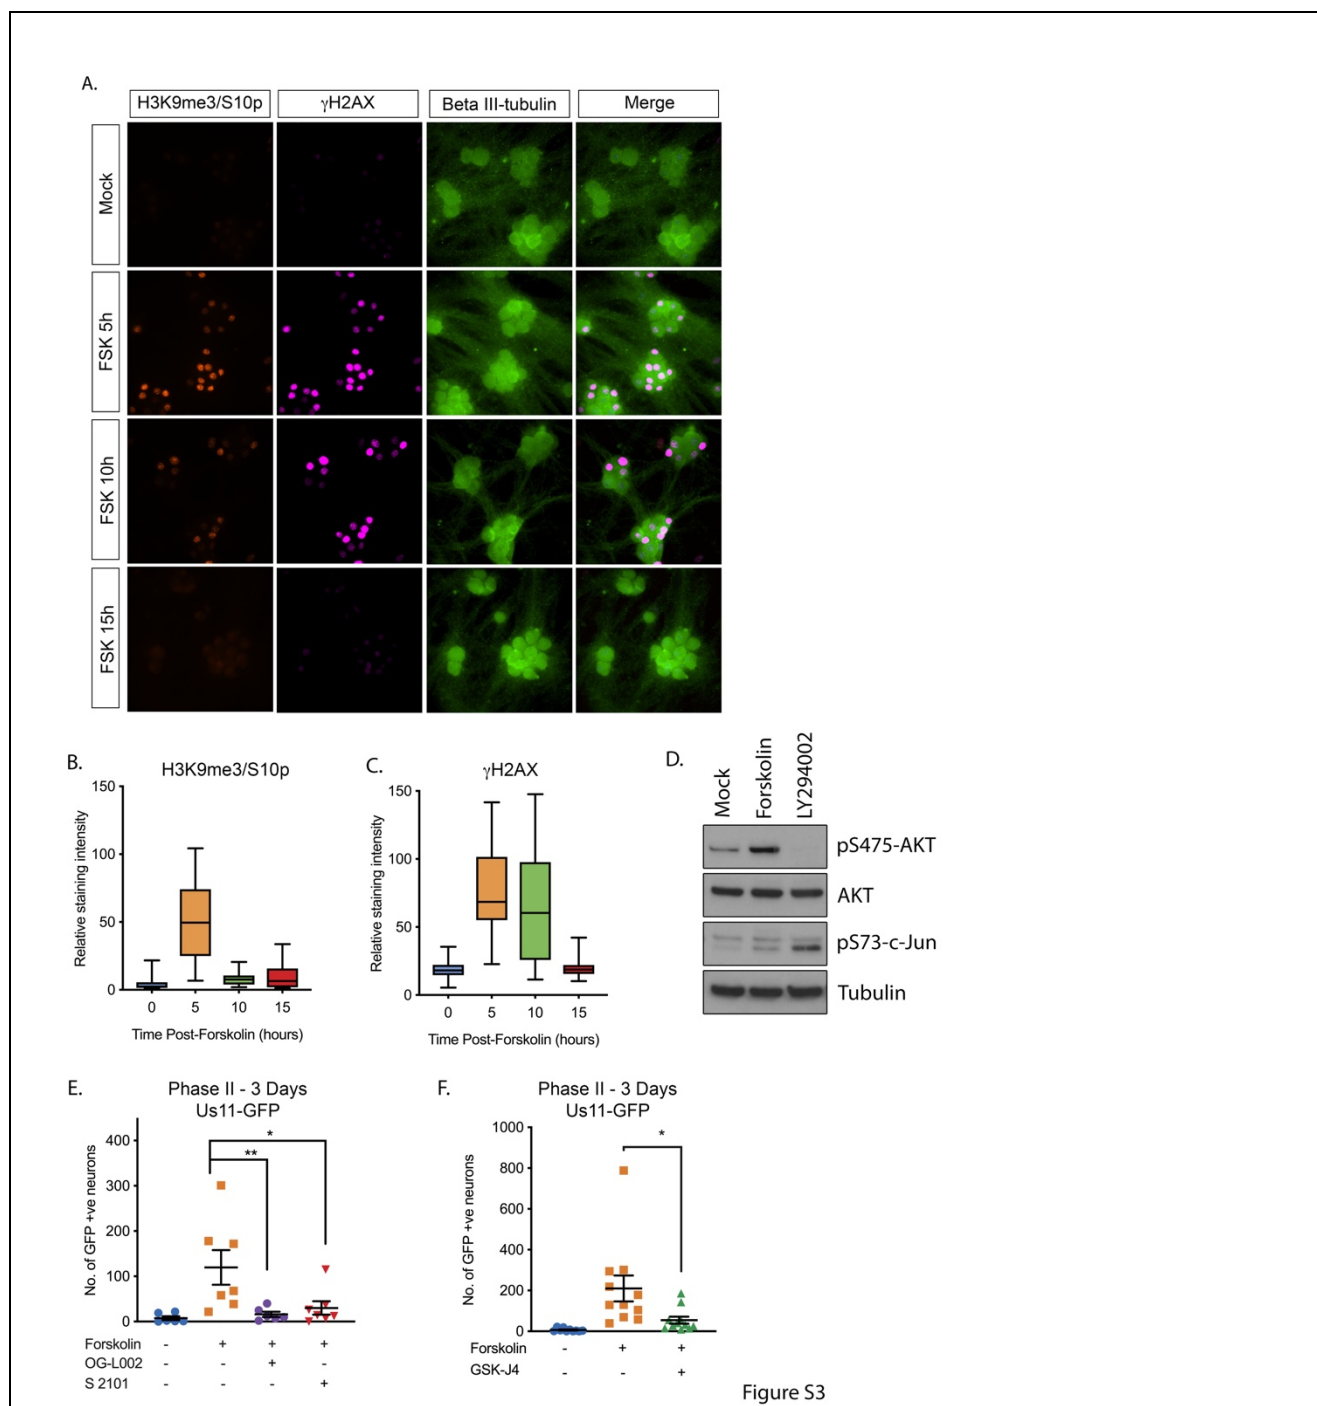 A.
H3K9me3/S10p
γH2AX
Beta III-tubulin
Merge
Mock
FSK 5h
FSK 10h
FSK 15h
B.
H3K9me3/S10p
Relative staining intensity
150
100
50
0
0 5 10 15
Time Post-Forskolin (hours)
C.
γH2AX
Relative staining intensity
150
100
50
0
0 5 10 15
Time Post-Forskolin (hours)
D.
Mock
Forskolin
LY294002
pS475-AKT
AKT
pS73-c-Jun
Tubulin
E.
Phase II - 3 Days
Us11-GFP
No. of GFP +ve neurons
400
300
200
100
0
*
**
Forskolin - + + +
OG-L002 - - + -
S 2101 - - - +
F.
Phase II - 3 Days
Us11-GFP
No. of GFP +ve neurons
1000
800
600
400
200
0
*
Forskolin - + +
GSK-J4 - - +
Figure S3